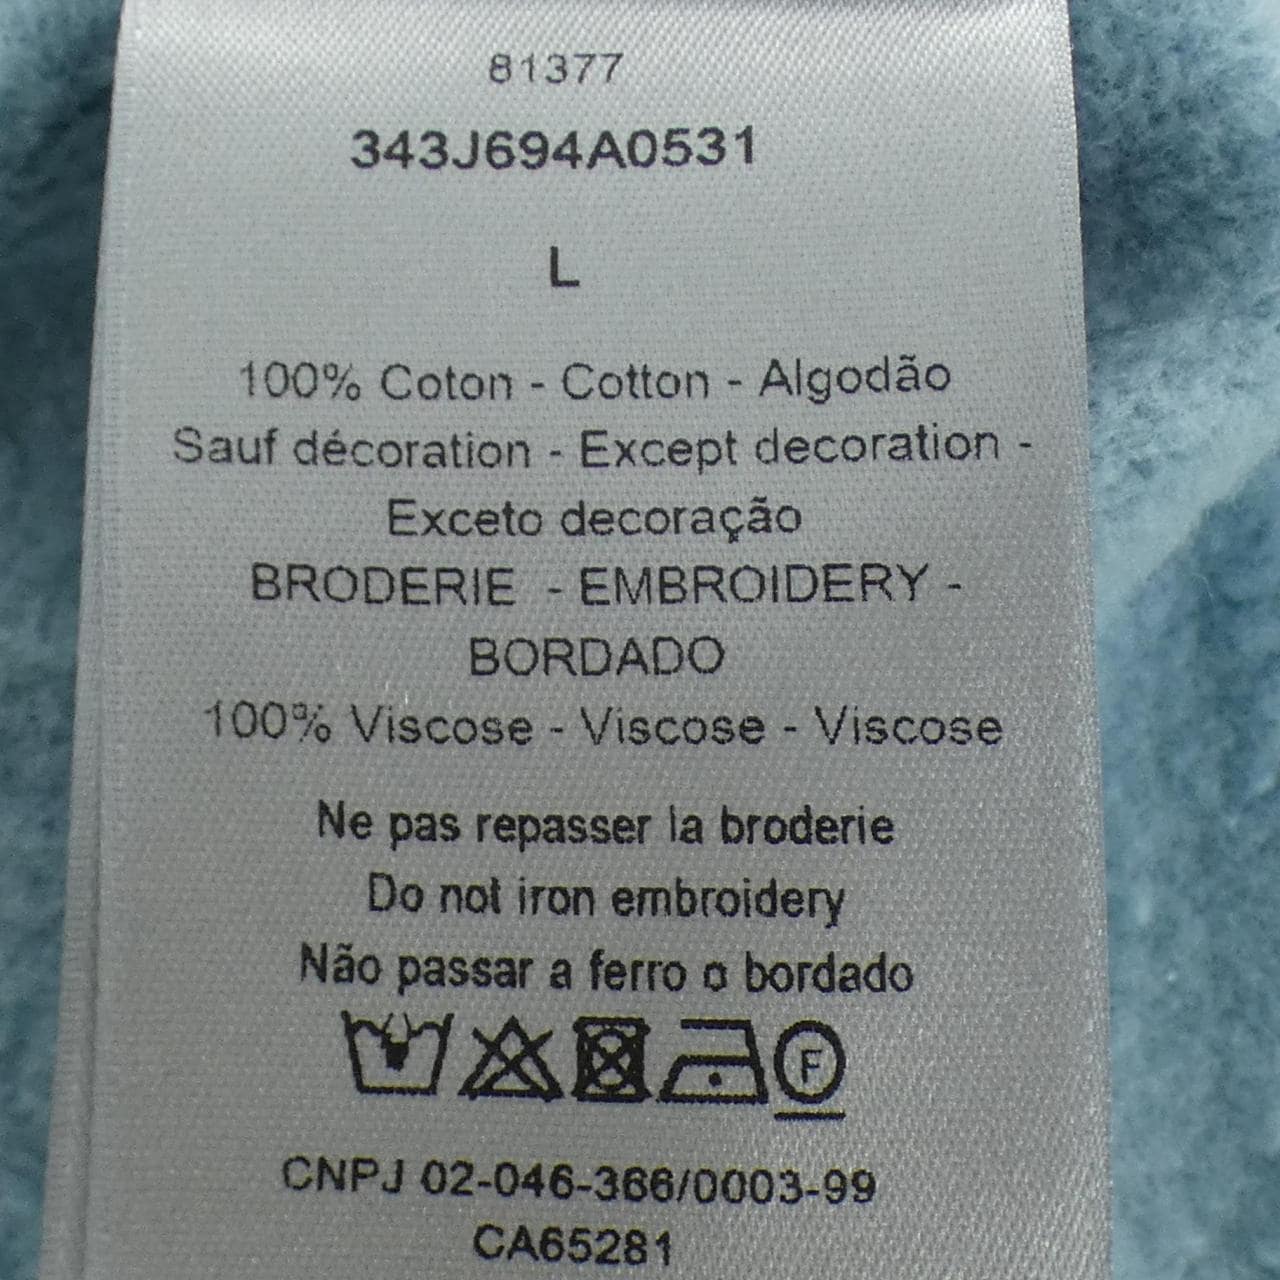 81377
343J694A0531
L
100% Coton - Cotton - Algodão
Sauf décoration - Except decoration -
Exceto decoração
BRODERIE - EMBROIDERY -
BORDADO
100% Viscose - Viscose - Viscose
Ne pas repasser la broderie
Do not iron embroidery
Não passar a ferro o bordado
F
CNPJ 02-046-366/0003-99
CA65281